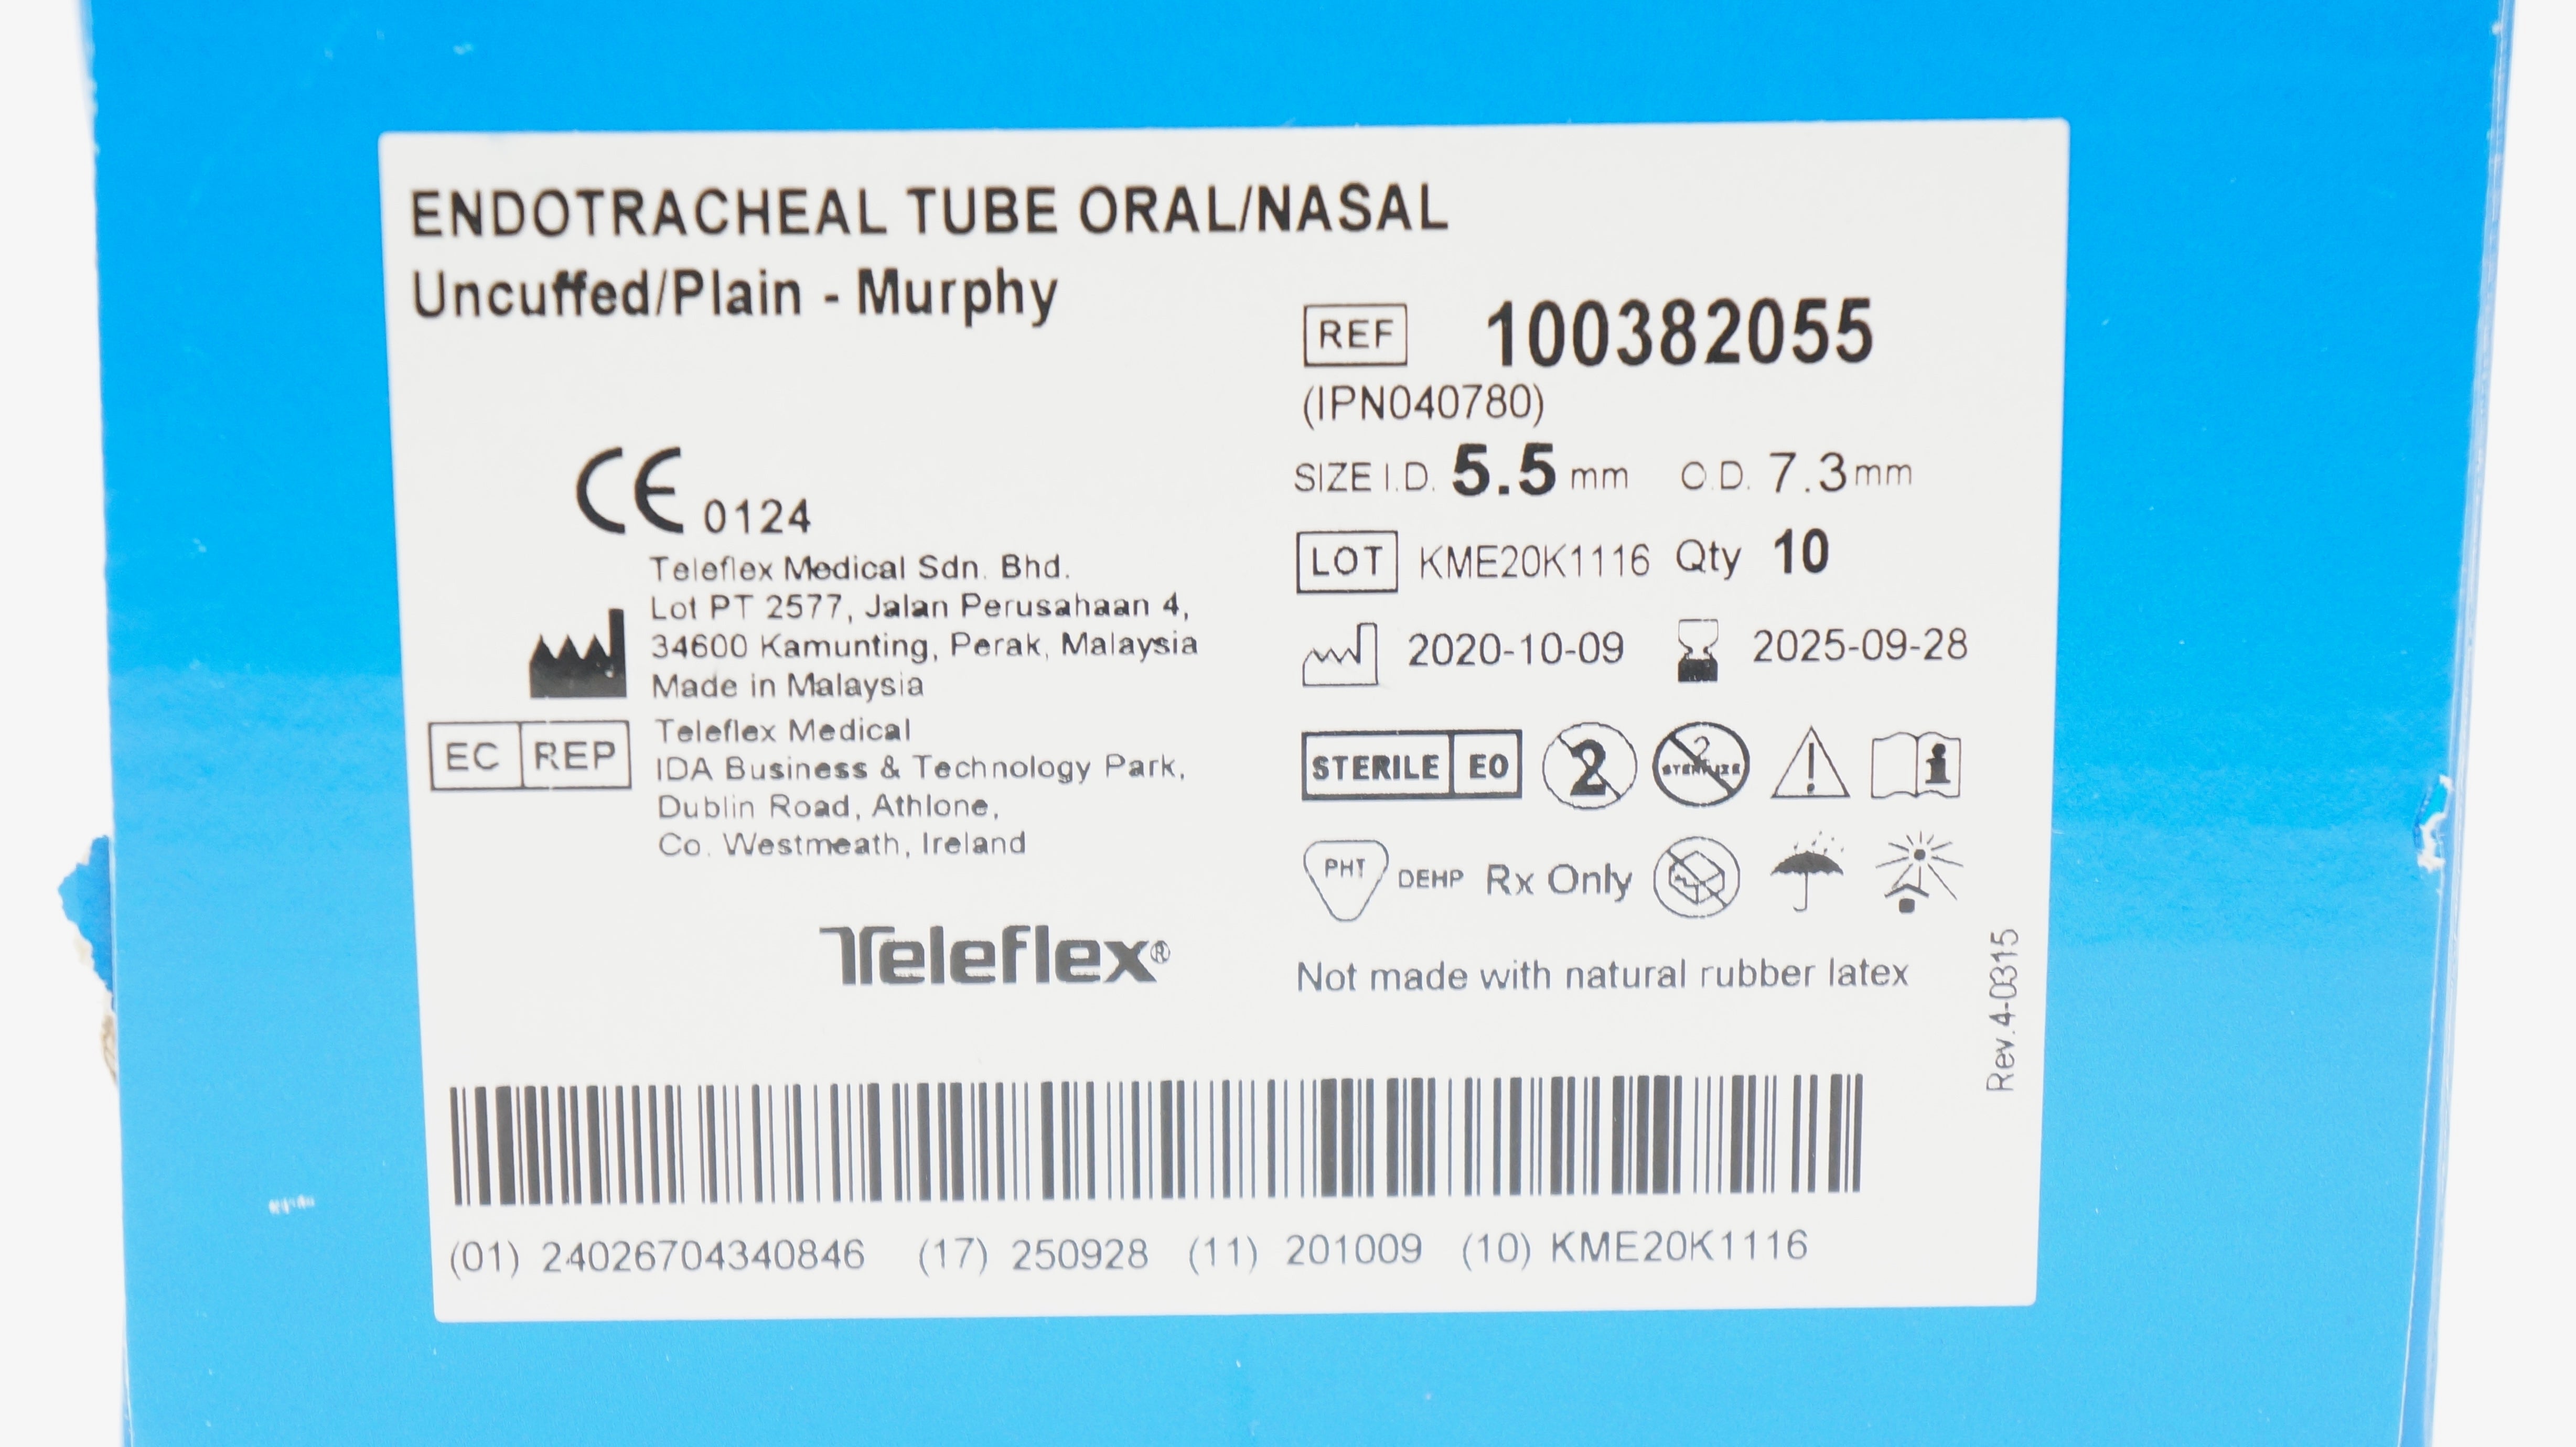 ENDOTRACHEAL TUBE ORAL/NASAL
Uncuffed/Plain - Murphy
REF 100382055
(IPN040780)
SIZE I.D. 5.5 mm O.D. 7.3 mm
LOT KME20K1116 Qty 10
2020-10-09 2025-09-28
STERILE EO 2 2 STERILIZE
PHT DEHP Rx Only
Not made with natural rubber latex
CE 0124
Teleflex Medical Sdn. Bhd.
Lot PT 2577, Jalan Perusahaan 4,
34600 Kamunting, Perak, Malaysia
Made in Malaysia
EC REP
Teleflex Medical
IDA Business & Technology Park,
Dublin Road, Athlone,
Co. Westmeath, Ireland
Teleflex®
Rev.4-0315
(01) 24026704340846 (17) 250928 (11) 201009 (10) KME20K1116